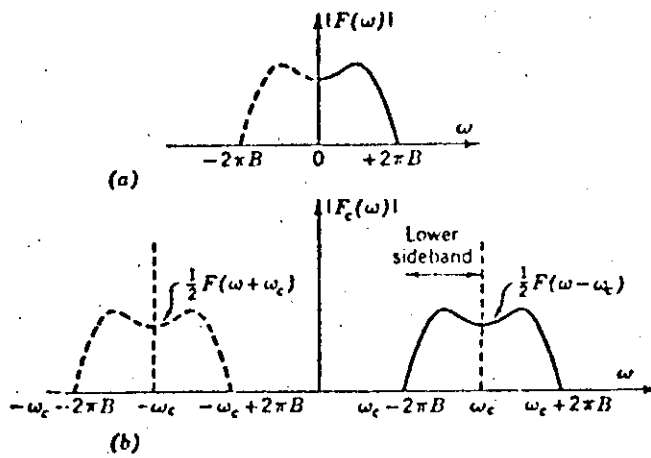 |F(ω)|
ω
−2πB 0 +2πB
(a)
|F_c(ω)|
Lower
sideband
½F(ω+ω_c) ½F(ω−ω_c)
ω
−ω_c−2πB −ω_c −ω_c+2πB ω_c−2πB ω_c ω_c+2πB
(b)